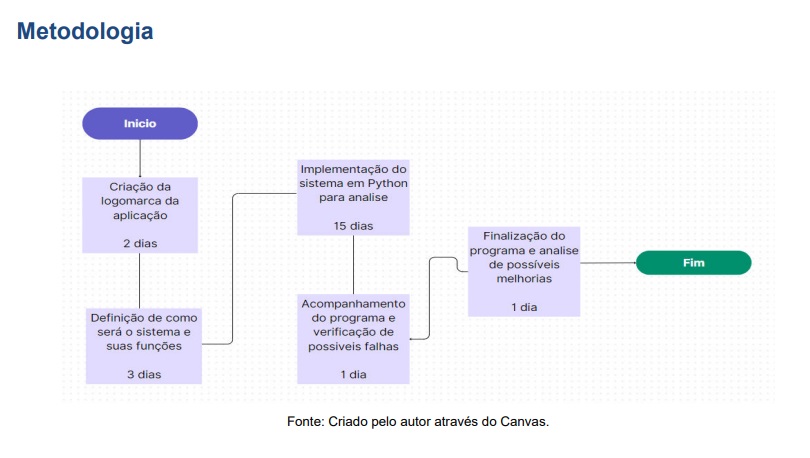 Metodologia
Inicio
Criação da
logomarca da
aplicação
2 dias
Definição de como
será o sistema e
suas funções
3 dias
Implementação do
sistema em Python
para analise
15 dias
Acompanhamento
do programa e
verificação de
possiveis falhas
1 dia
Finalização do
programa e analise
de possíveis
melhorias
1 dia
Fim
Fonte: Criado pelo autor através do Canvas.